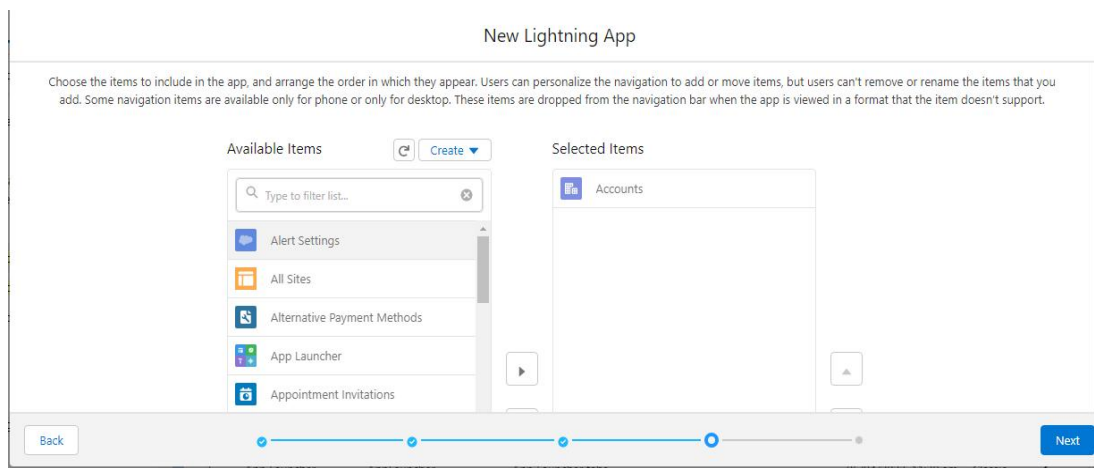 New Lightning App
Choose the items to include in the app, and arrange the order in which they appear. Users can personalize the navigation to add or move items, but users can't remove or rename the items that you
add. Some navigation items are available only for phone or only for desktop. These items are dropped from the navigation bar when the app is viewed in a format that the item doesn't support.
Available Items
Create
Selected Items
Type to filter list...
Accounts
Alert Settings
All Sites
Alternative Payment Methods
App Launcher
Appointment Invitations
Back
Next